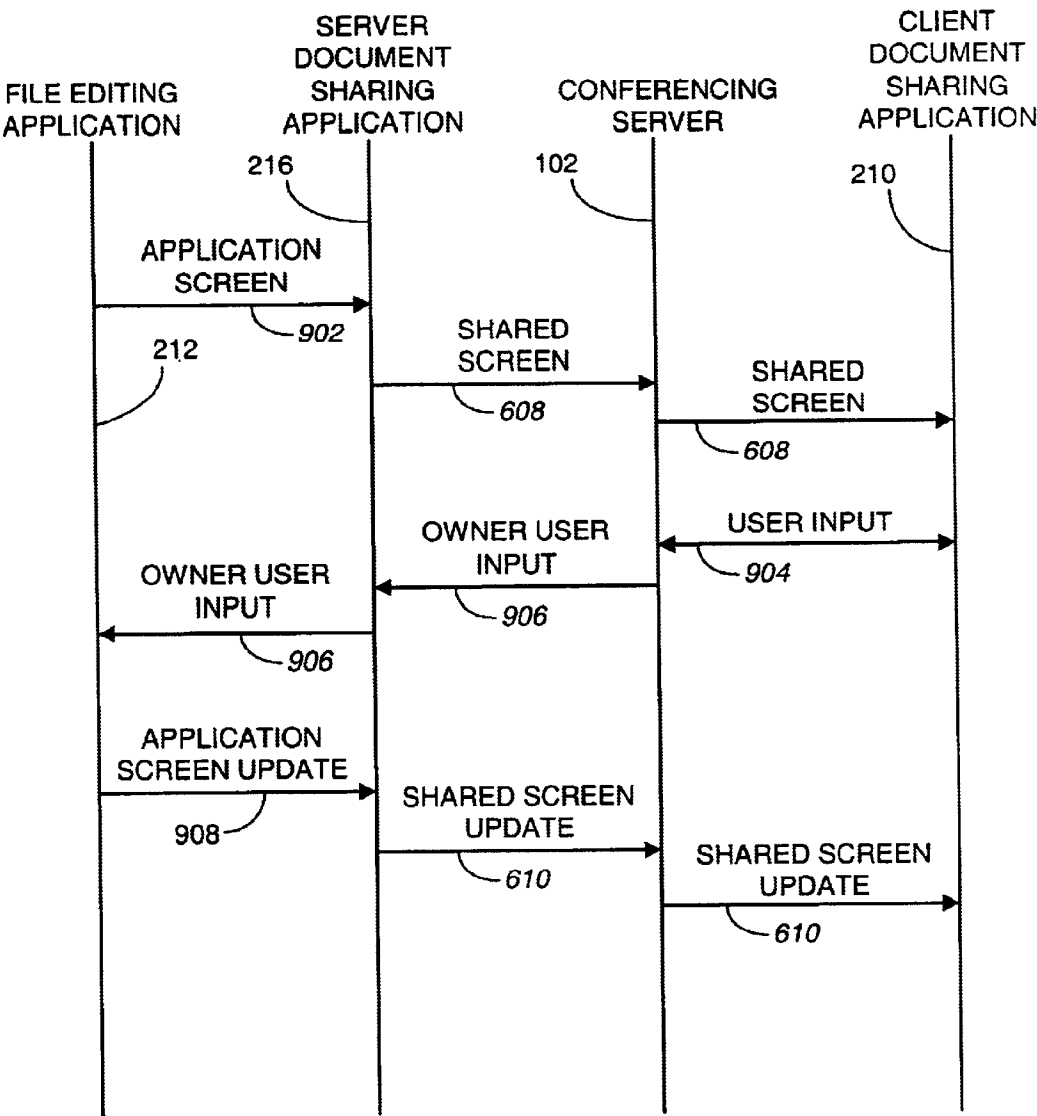 SERVER
DOCUMENT
SHARING
APPLICATION
CLIENT
DOCUMENT
SHARING
APPLICATION
FILE EDITING
APPLICATION
CONFERENCING
SERVER
216
102
210
APPLICATION
SCREEN
902
212
SHARED
SCREEN
608
SHARED
SCREEN
608
USER INPUT
904
OWNER USER
INPUT
906
OWNER USER
INPUT
906
APPLICATION
SCREEN UPDATE
908
SHARED SCREEN
UPDATE
610
SHARED SCREEN
UPDATE
610